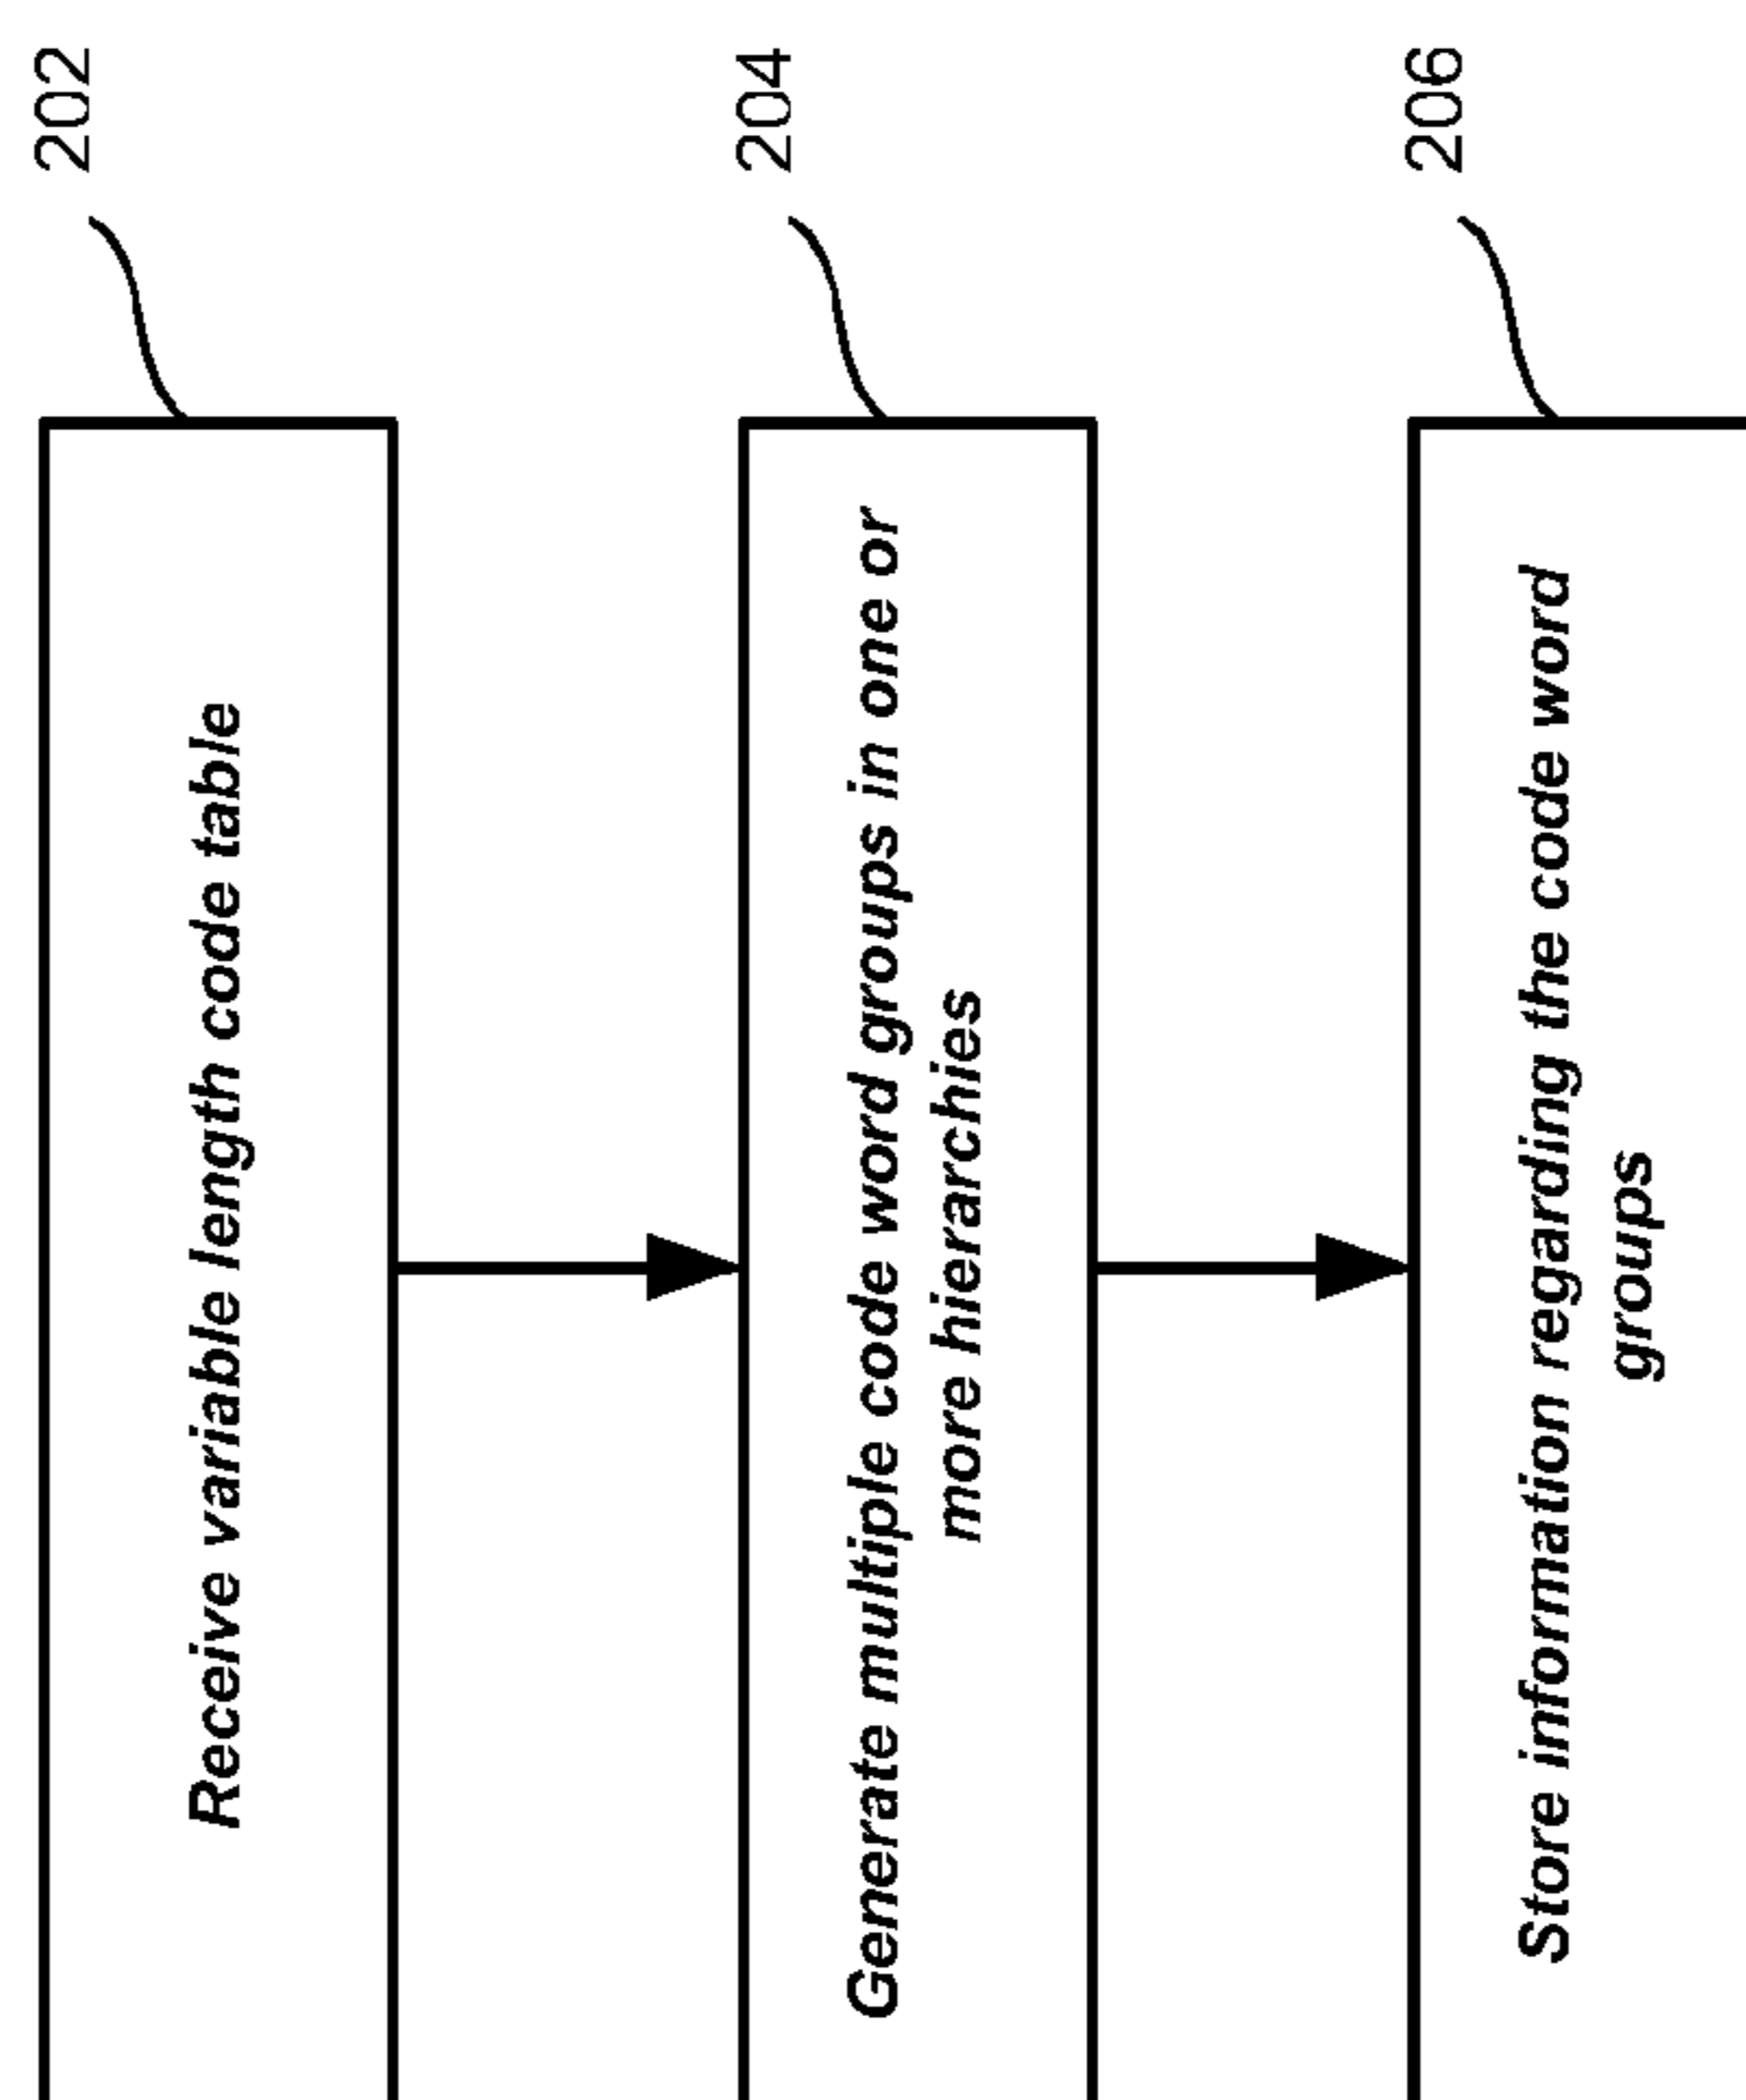 Receive variable length code table
202
Generate multiple code word groups in one or
more hierarchies
204
Store information regarding the code word
groups
206